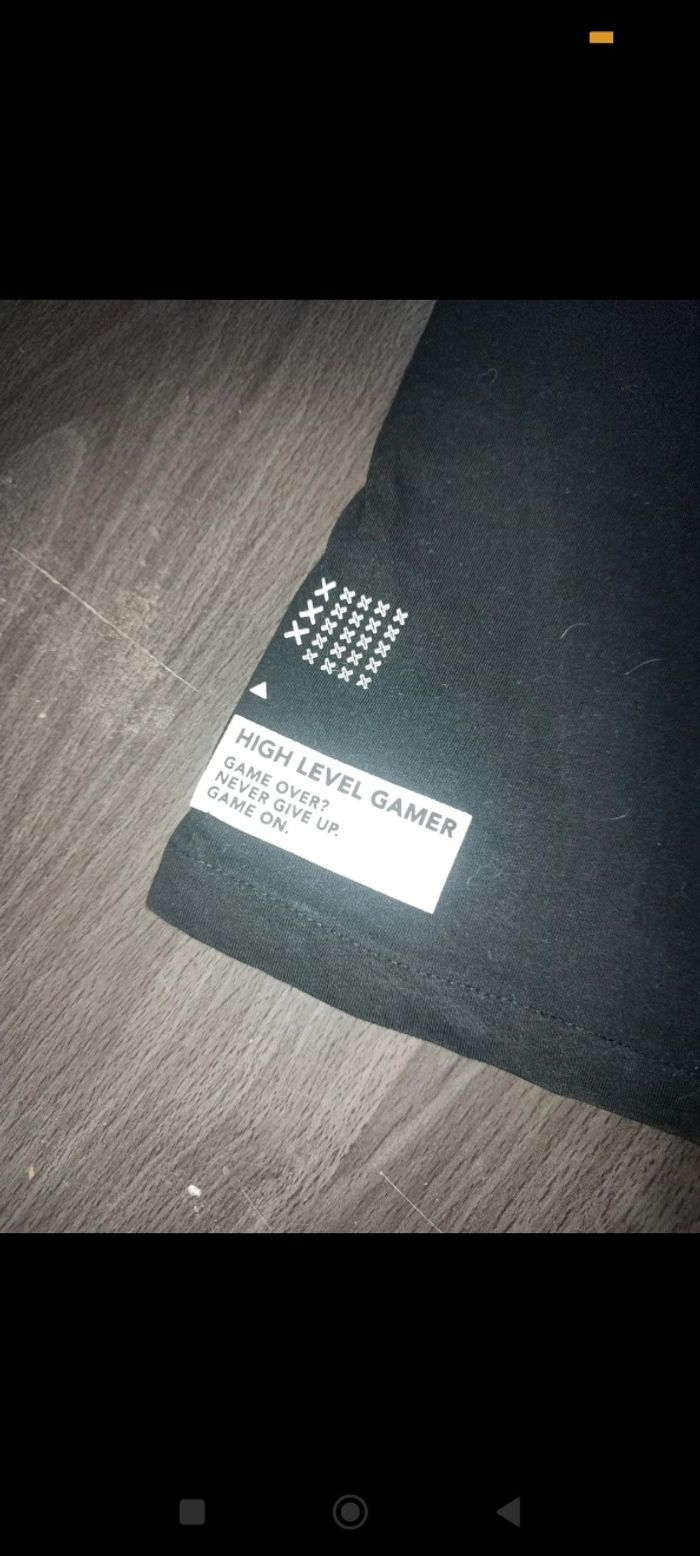 HIGH LEVEL GAMER
GAME OVER?
NEVER GIVE UP.
GAME ON.